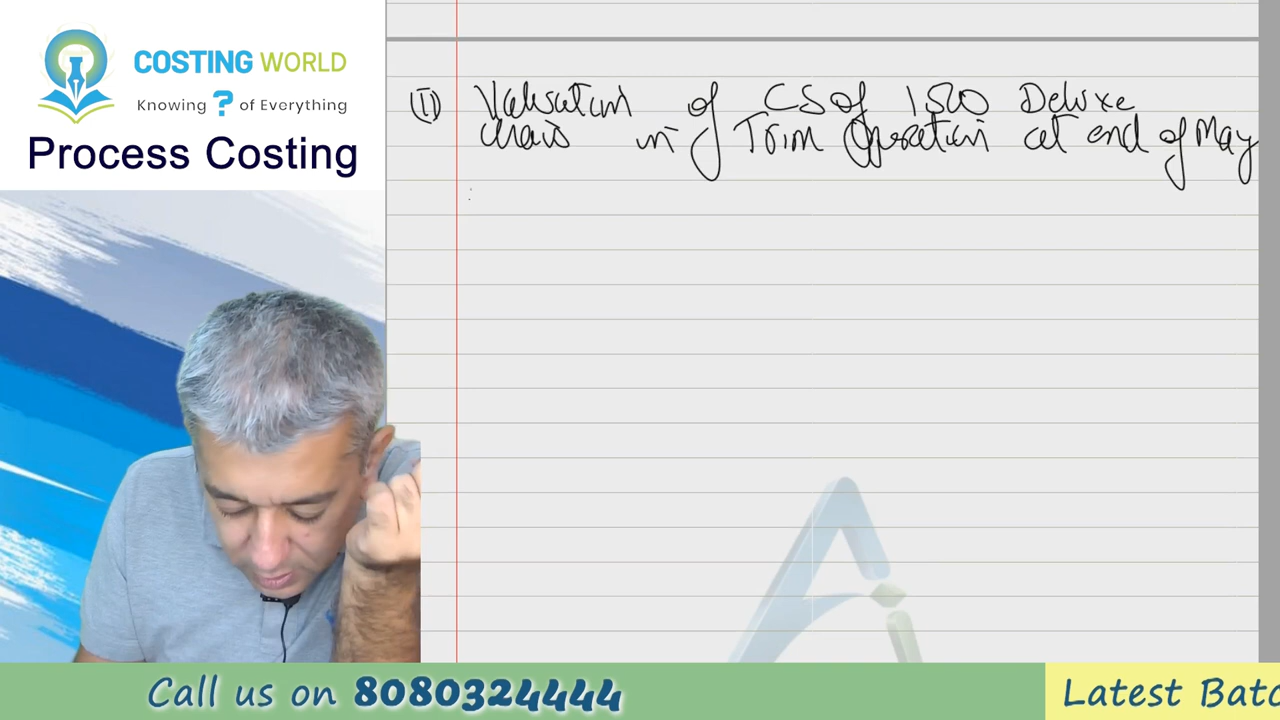 COSTING WORLD
Knowing ? of Everything
Process Costing
(I) Valuation of CS of 1500 Deluxe
chairs in Trim Operation at end of May
Call us on 8080324444
Latest Batc